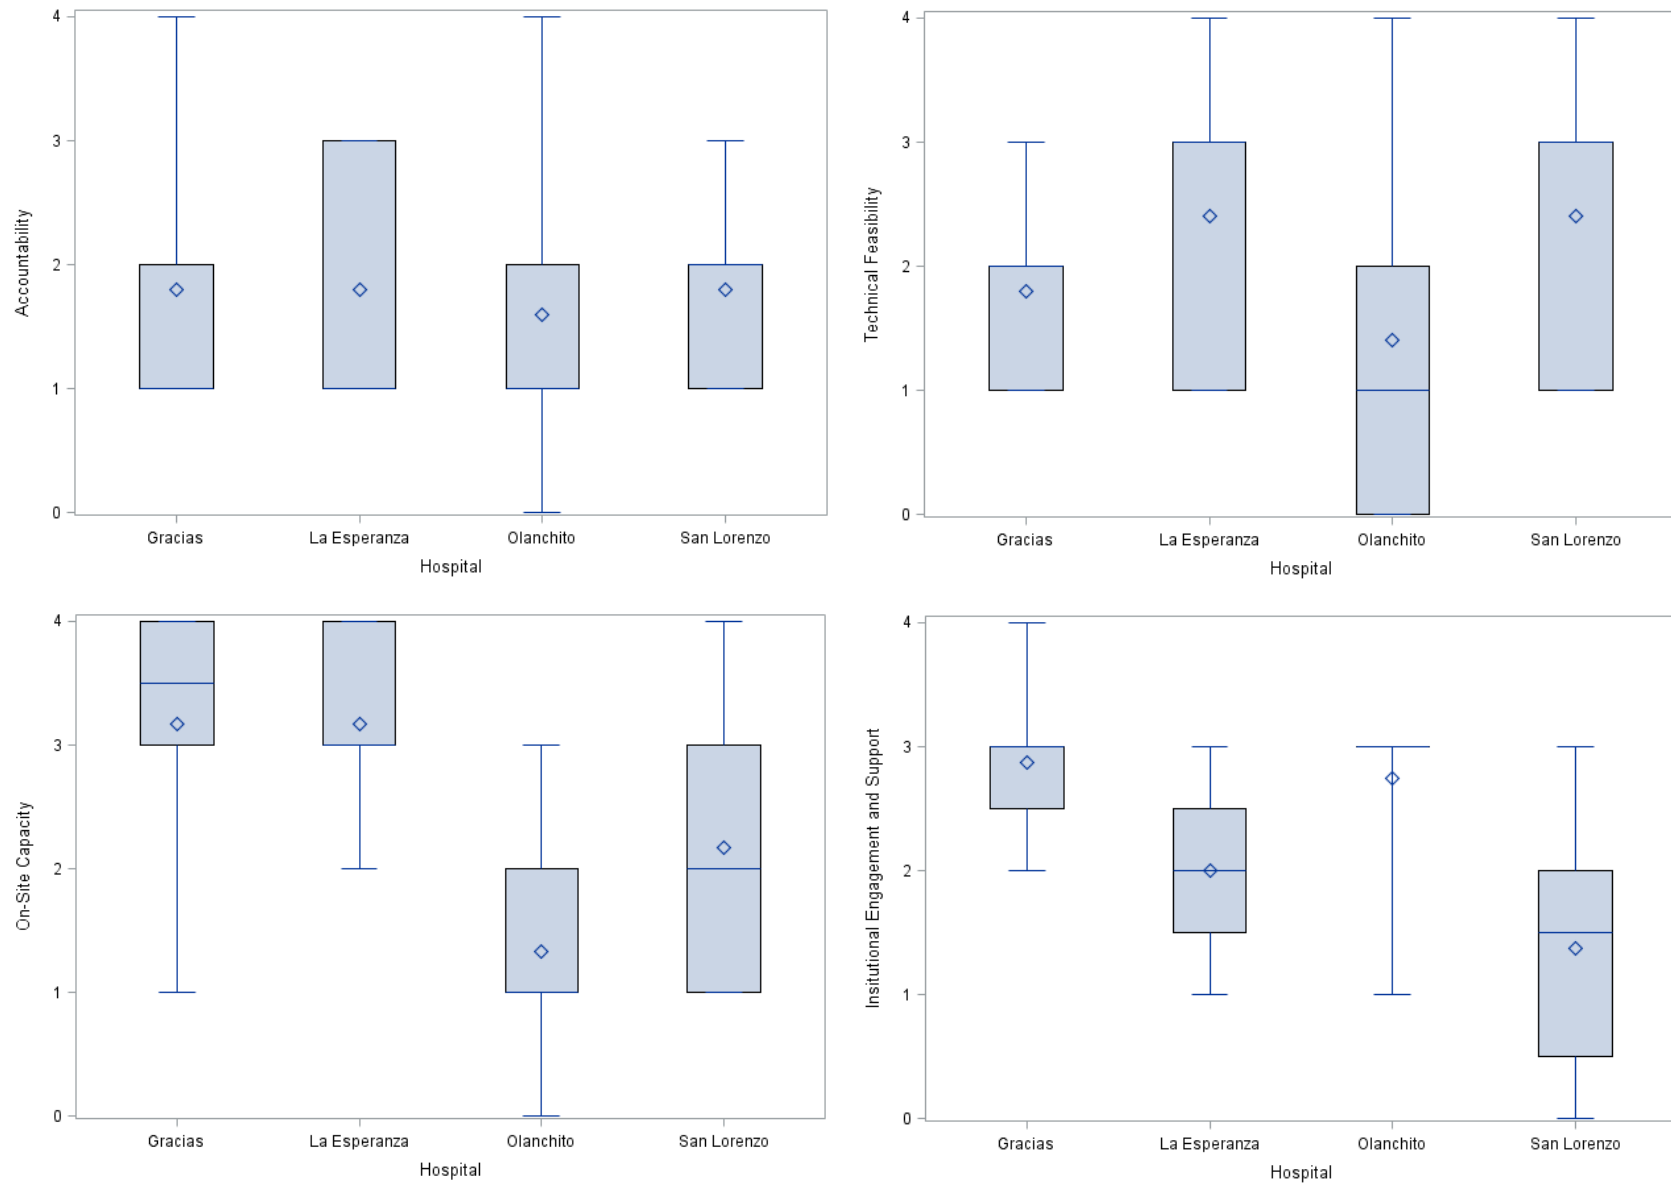 Accountability
4
3
2
1
0
Gracias
La Esperanza
Olanchito
San Lorenzo
Hospital
Technical Feasibility
4
3
2
1
0
Gracias
La Esperanza
Olanchito
San Lorenzo
Hospital
On-Site Capacity
4
3
2
1
0
Gracias
La Esperanza
Olanchito
San Lorenzo
Hospital
Insitutional Engagement and Support
4
3
2
1
0
Gracias
La Esperanza
Olanchito
San Lorenzo
Hospital